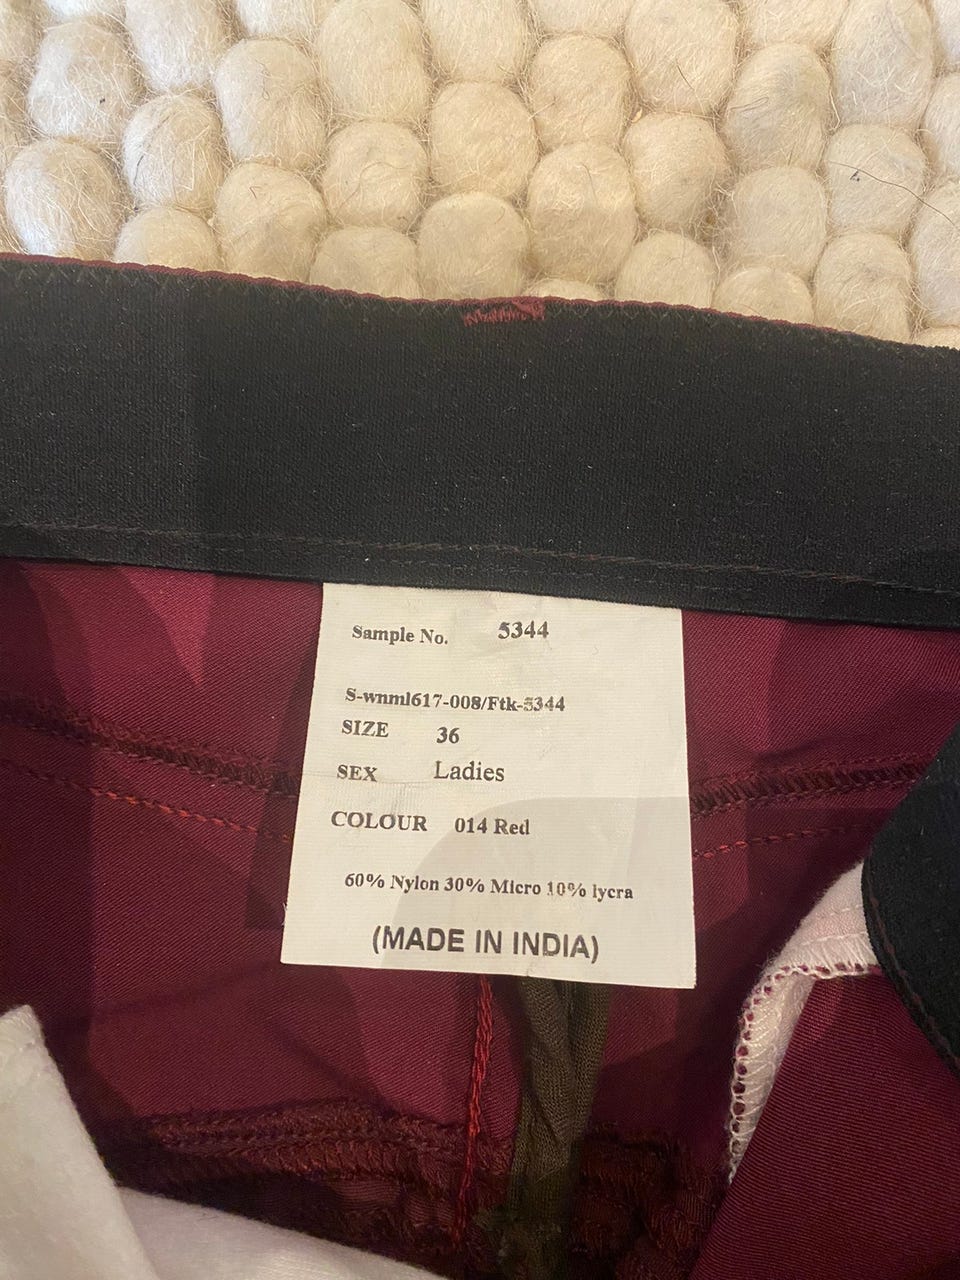 Sample No. 5344
S-wnml617-008/Ftk-5344
SIZE 36
SEX Ladies
COLOUR 014 Red
60% Nylon 30% Micro 10% lycra
(MADE IN INDIA)